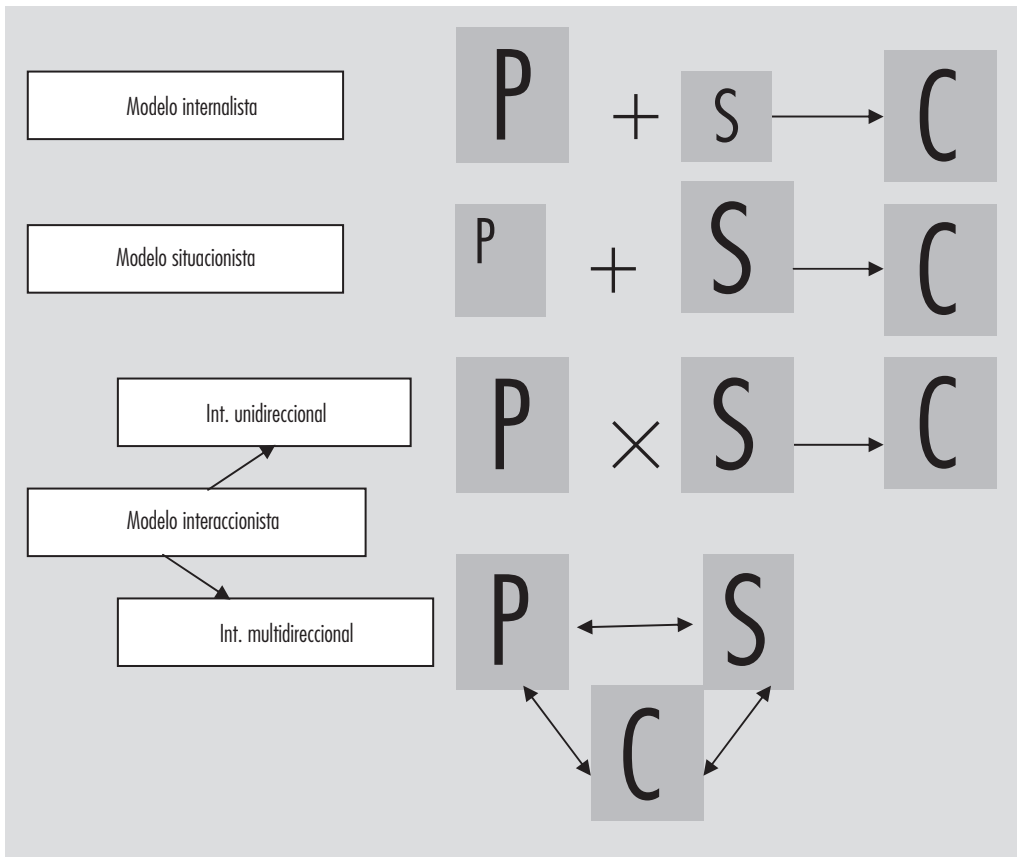 Modelo internalista
P + S C
Modelo situacionista
P + S C
Int. unidireccional
P × S C
Modelo interaccionista
Int. multidireccional
P S
C